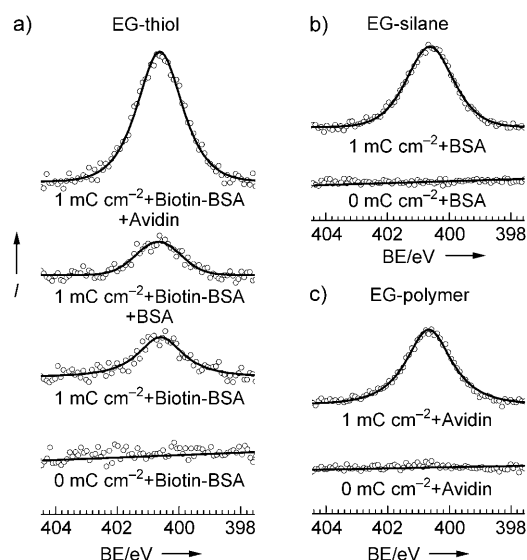 a) EG-thiol
1 mC cm⁻²+Biotin-BSA
+Avidin
1 mC cm⁻²+Biotin-BSA
+BSA
1 mC cm⁻²+Biotin-BSA
0 mC cm⁻²+Biotin-BSA
404 402 400 398
BE/eV
I
b) EG-silane
1 mC cm⁻²+BSA
0 mC cm⁻²+BSA
404 402 400 398
BE/eV
c) EG-polymer
1 mC cm⁻²+Avidin
0 mC cm⁻²+Avidin
404 402 400 398
BE/eV